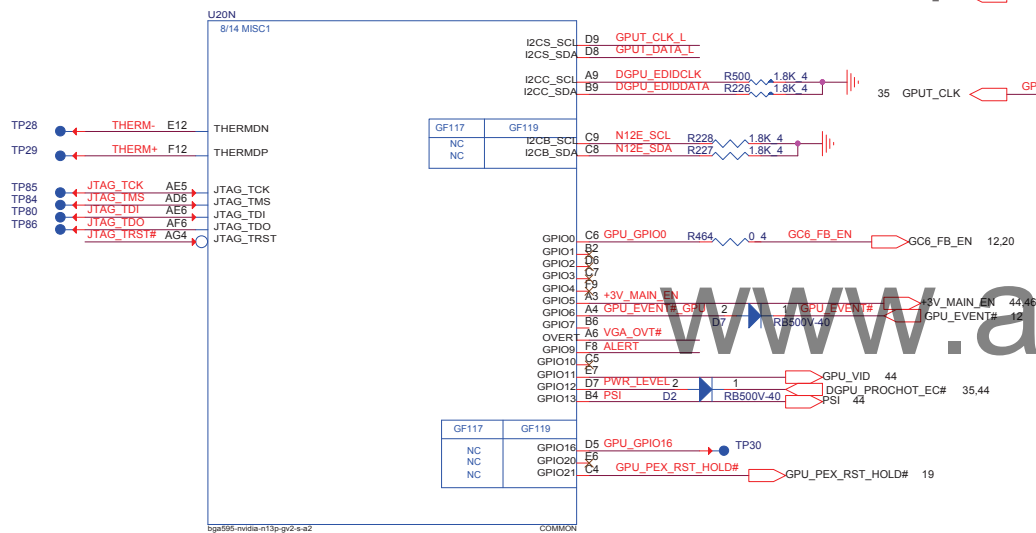 U20N
8/14 MISC1
I2CS_SCL D9 GPUT_CLK_L
I2CS_SDA D8 GPUT_DATA_L
I2CC_SCL A9 DGPU_EDIDCLK R500 1.8K_4
I2CC_SDA B9 DGPU_EDIDDATA R226 1.8K_4
35 GPUT_CLK GP
TP28 THERM- E12 THERMDN
TP29 THERM+ F12 THERMDP
GF117 GF119
NC I2CB_SCL C9 N12E_SCL R228 1.8K_4
NC I2CB_SDA C8 N12E_SDA R227 1.8K_4
TP85 JTAG_TCK AE5 JTAG_TCK
TP84 JTAG_TMS AD6 JTAG_TMS
TP80 JTAG_TDI AE6 JTAG_TDI
TP86 JTAG_TDO AF6 JTAG_TDO
JTAG_TRST# AG4 JTAG_TRST
GPIO0 C6 GPU_GPIO0 R464 0_4 GC6_FB_EN GC6_FB_EN 12,20
GPIO1 B2
GPIO2 D6
GPIO3 C7
GPIO4 F9
GPIO5 A3 +3V_MAIN_EN +3V_MAIN_EN 44,46
GPIO6 A4 GPU_EVENT#_GPU 2 D7 1 RB500V-40 GPU_EVENT# GPU_EVENT# 12
GPIO7 B6
OVERT A6 VGA_OVT#
GPIO9 F8 ALERT
GPIO10 C5
GPIO11 E7 GPU_VID 44
GPIO12 D7 PWR_LEVEL 2 D2 1 RB500V-40 DGPU_PROCHOT_EC# 35,44
GPIO13 B4 PSI PSI 44
www.a
GF117 GF119
NC GPIO16 D5 GPU_GPIO16 TP30
NC GPIO20 E6
NC GPIO21 C4 GPU_PEX_RST_HOLD# GPU_PEX_RST_HOLD# 19
bga595-nvidia-n13p-gv2-s-a2 COMMON